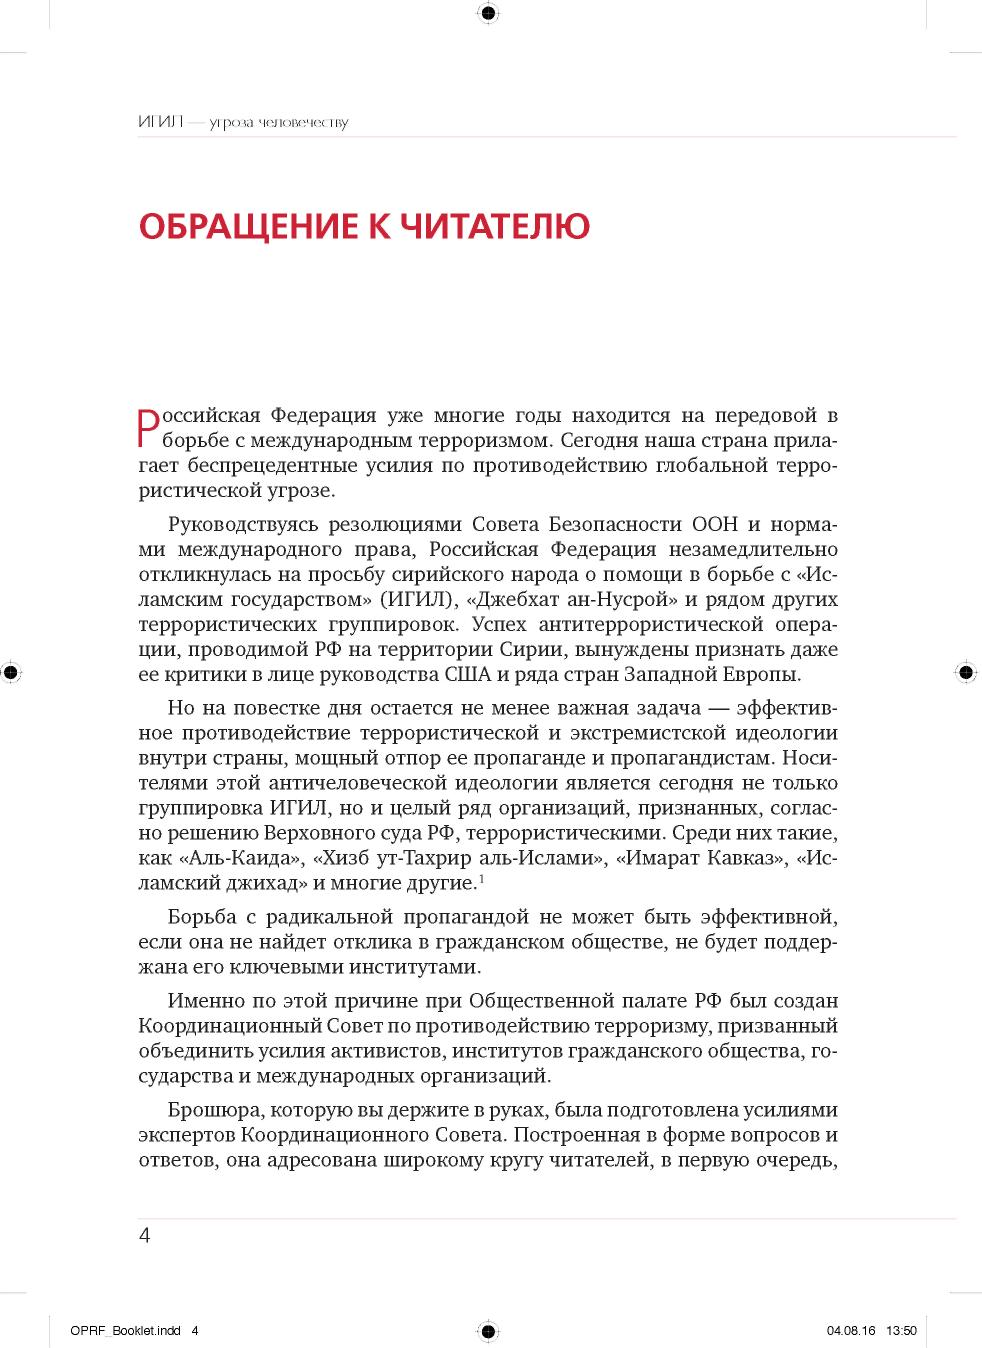 ИГИЛ — угроза человечеству
ОБРАЩЕНИЕ К ЧИТАТЕЛЮ
Российская Федерация уже многие годы находится на передовой в
борьбе с международным терроризмом. Сегодня наша страна прила-
гает беспрецедентные усилия по противодействию глобальной терро-
ристической угрозе.
Руководствуясь резолюциями Совета Безопасности ООН и норма-
ми международного права, Российская Федерация незамедлительно
откликнулась на просьбу сирийского народа о помощи в борьбе с «Ис-
ламским государством» (ИГИЛ), «Джебхат ан-Нусрой» и рядом других
террористических группировок. Успех антитеррористической опера-
ции, проводимой РФ на территории Сирии, вынуждены признать даже
ее критики в лице руководства США и ряда стран Западной Европы.
Но на повестке дня остается не менее важная задача — эффектив-
ное противодействие террористической и экстремистской идеологии
внутри страны, мощный отпор ее пропаганде и пропагандистам. Носи-
телями этой античеловеческой идеологии является сегодня не только
группировка ИГИЛ, но и целый ряд организаций, признанных, соглас-
но решению Верховного суда РФ, террористическими. Среди них такие,
как «Аль-Каида», «Хизб ут-Тахрир аль-Ислами», «Имарат Кавказ», «Ис-
ламский джихад» и многие другие.1
Борьба с радикальной пропагандой не может быть эффективной,
если она не найдет отклика в гражданском обществе, не будет поддер-
жана его ключевыми институтами.
Именно по этой причине при Общественной палате РФ был создан
Координационный Совет по противодействию терроризму, призванный
объединить усилия активистов, институтов гражданского общества, го-
сударства и международных организаций.
Брошюра, которую вы держите в руках, была подготовлена усилиями
экспертов Координационного Совета. Построенная в форме вопросов и
ответов, она адресована широкому кругу читателей, в первую очередь,
4
OPRF_Booklet.indd 4
04.08.16 13:50